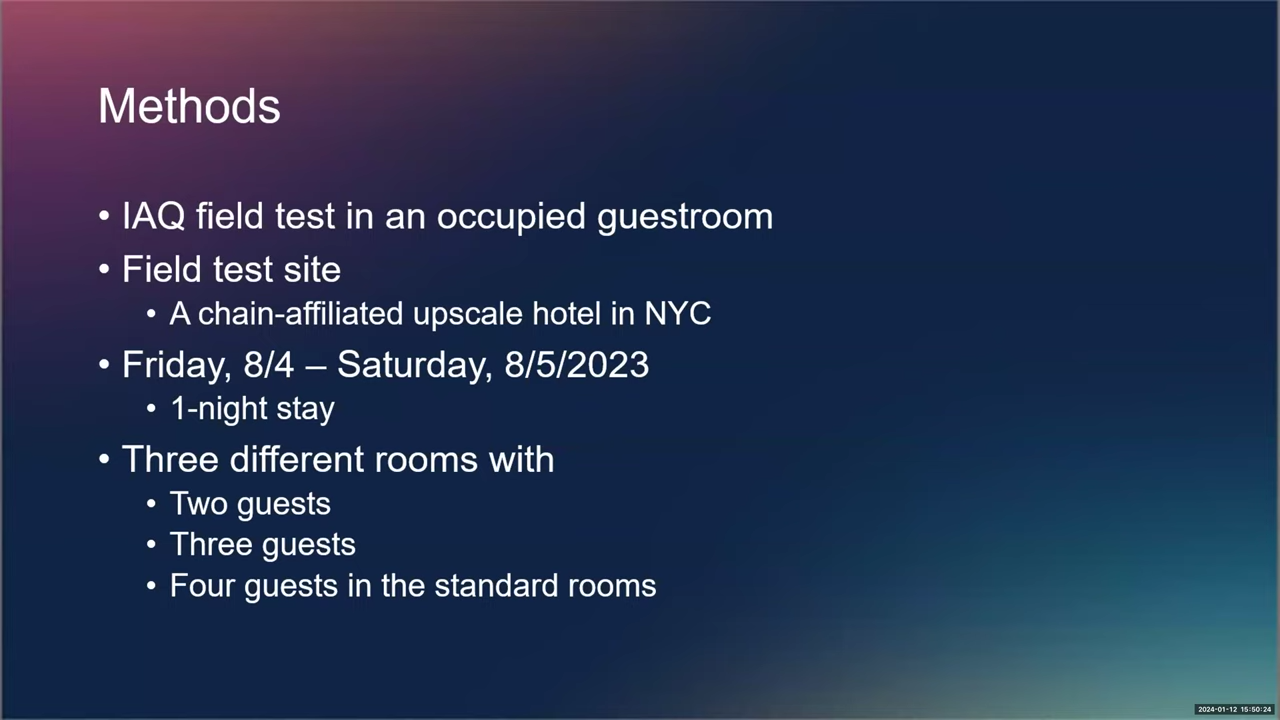 Methods
• IAQ field test in an occupied guestroom
• Field test site
• A chain-affiliated upscale hotel in NYC
• Friday, 8/4 – Saturday, 8/5/2023
• 1-night stay
• Three different rooms with
• Two guests
• Three guests
• Four guests in the standard rooms
2024-01-12 15:50:24